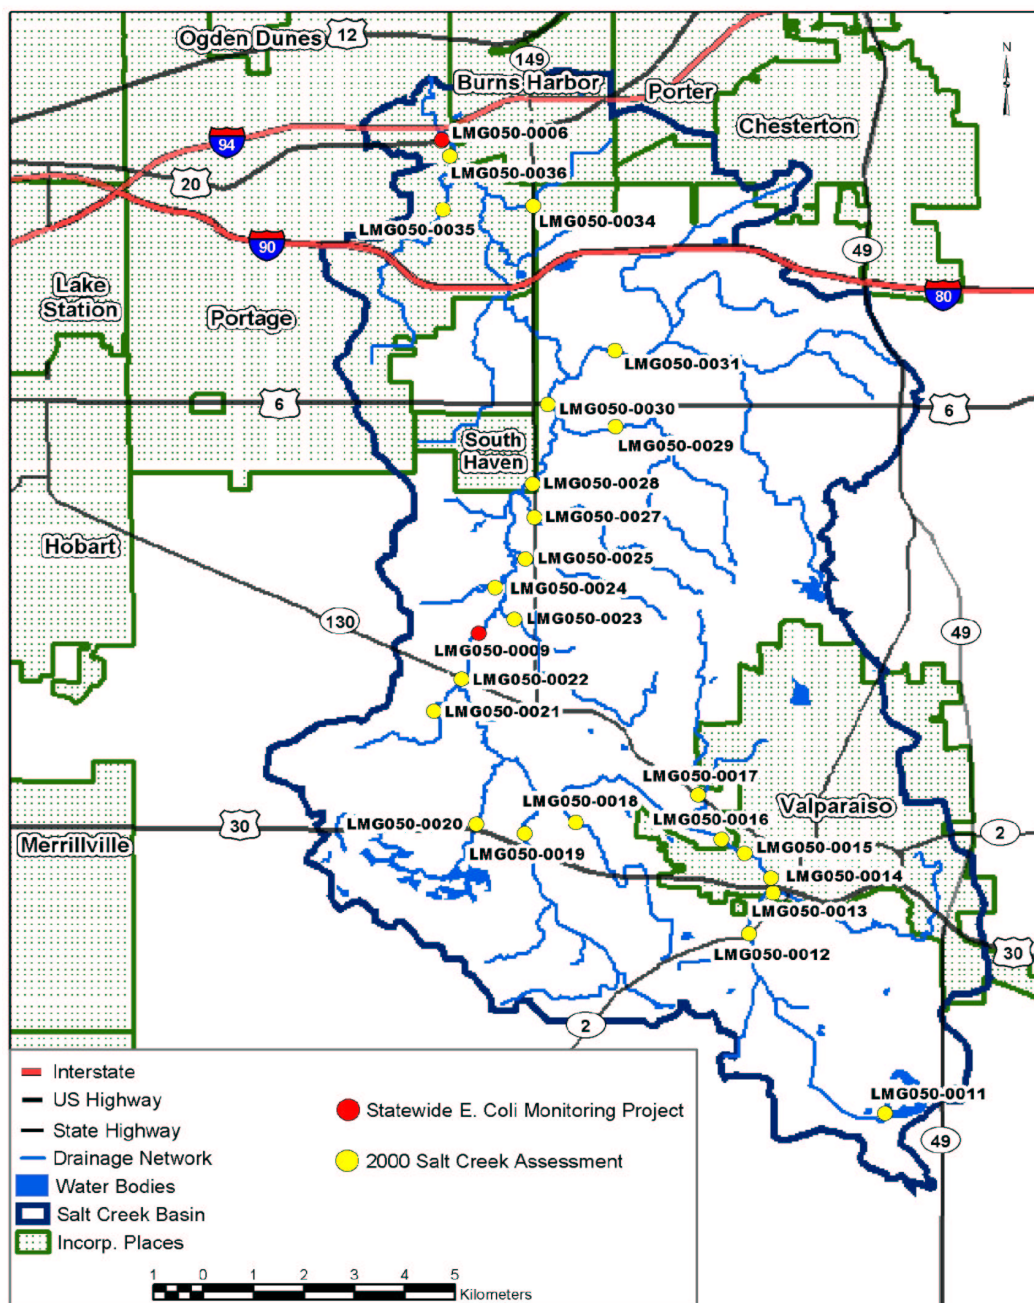 Ogden Dunes
12
N
149
Burns Harbor
Porter
Chesterton
94
LMG050-0006
20
LMG050-0036
LMG050-0035
LMG050-0034
90
49
Lake
Station
Portage
80
LMG050-0031
6
LMG050-0030
6
South
Haven
LMG050-0029
LMG050-0028
LMG050-0027
Hobart
LMG050-0025
LMG050-0024
130
LMG050-0023
49
LMG050-0009
LMG050-0022
LMG050-0021
LMG050-0017
LMG050-0018
Valparaiso
30
LMG050-0020
LMG050-0016
2
Merrillville
LMG050-0019
LMG050-0015
LMG050-0014
LMG050-0013
LMG050-0012
30
2
LMG050-0011
49
Interstate
US Highway
State Highway
Drainage Network
Water Bodies
Salt Creek Basin
Incorp. Places
Statewide E. Coli Monitoring Project
2000 Salt Creek Assessment
1 0 1 2 3 4 5
Kilometers